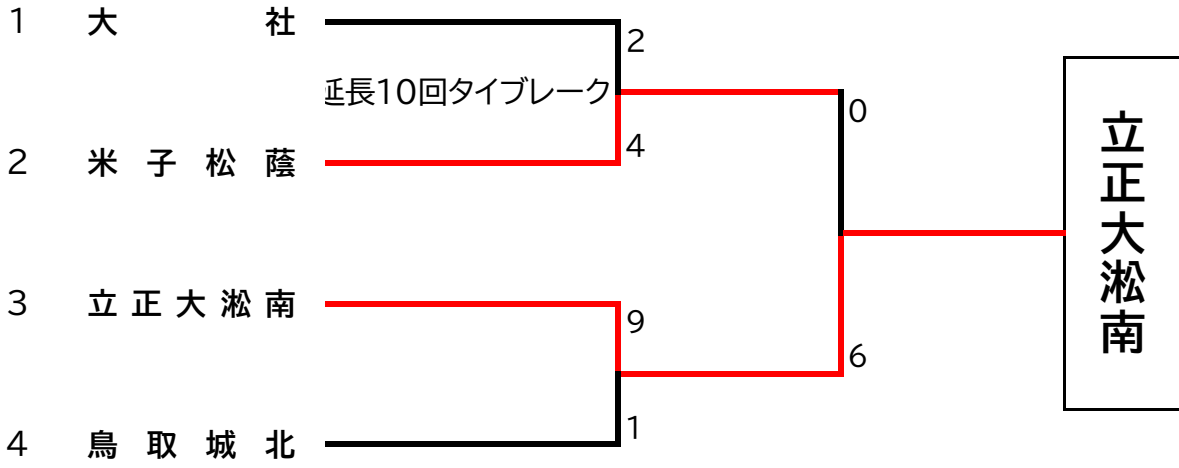 1 大社
2
延長10回タイブレーク
0
4
2 米子松蔭
立正大淞南
3 立正大淞南
9
6
1
4 鳥取城北